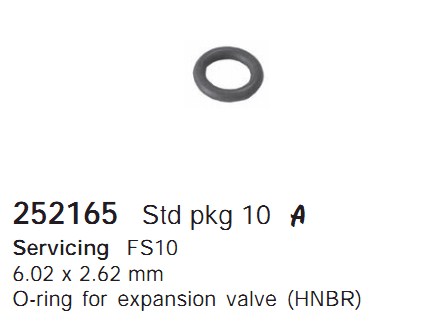 252165 Std pkg 10 A
Servicing FS10
6.02 x 2.62 mm
O-ring for expansion valve (HNBR)